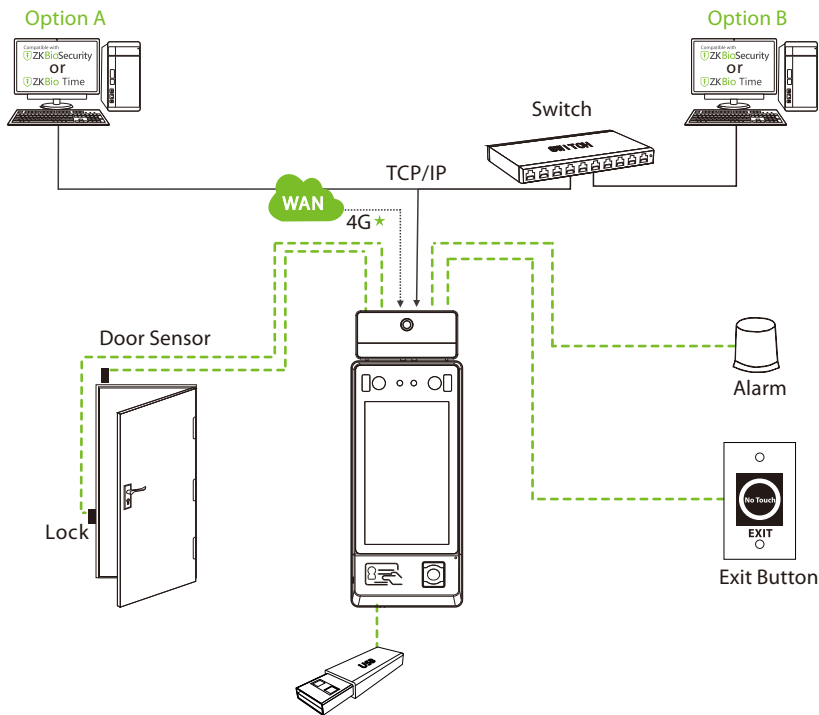 Option A
Option B
Compatible with
ZKBioSecurity
or
ZKBio Time
Compatible with
ZKBioSecurity
or
ZKBio Time
Switch
SWITCH
TCP/IP
WAN
4G★
Door Sensor
Alarm
Lock
No Touch
EXIT
Exit Button
USB